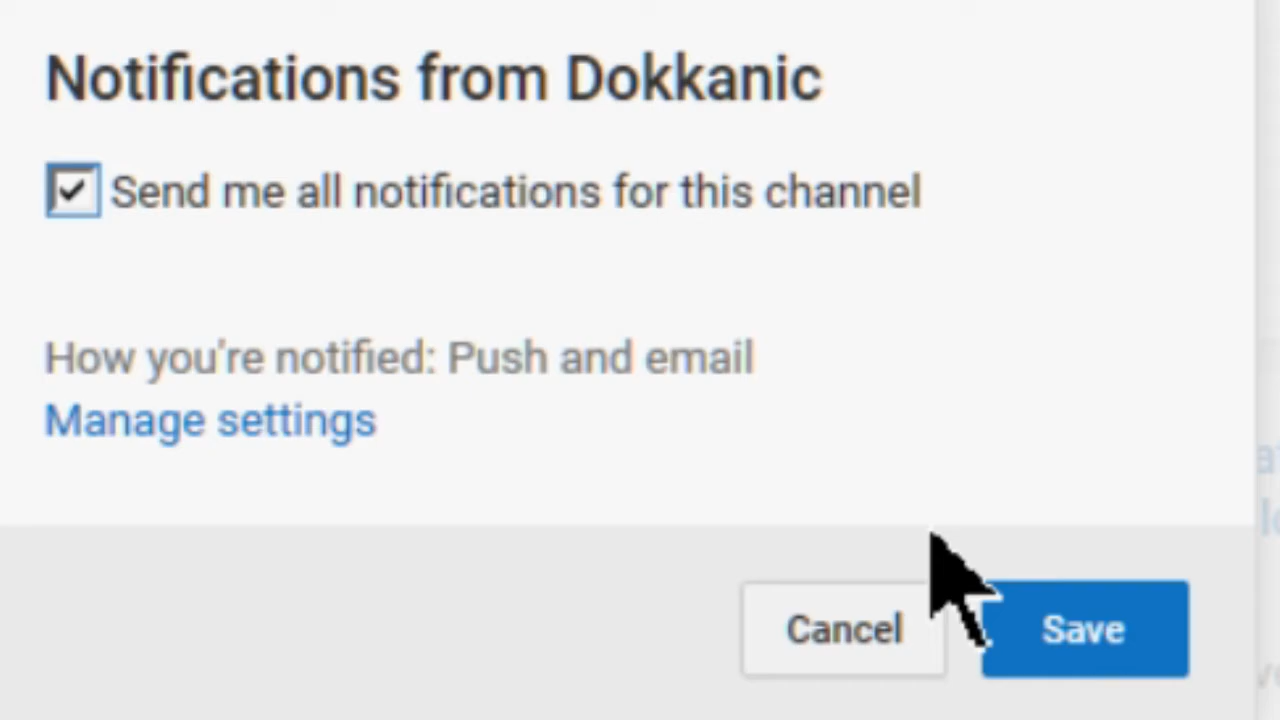 Notifications from Dokkanic
Send me all notifications for this channel
How you're notified: Push and email
Manage settings
Cancel
Save